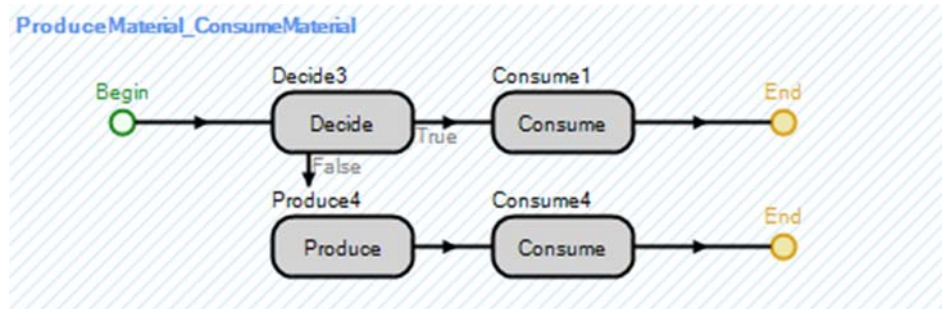 ProduceMaterial_ConsumeMaterial
Decide3
Consume1
Begin
End
Decide
True
Consume
False
Produce4
Consume4
End
Produce
Consume